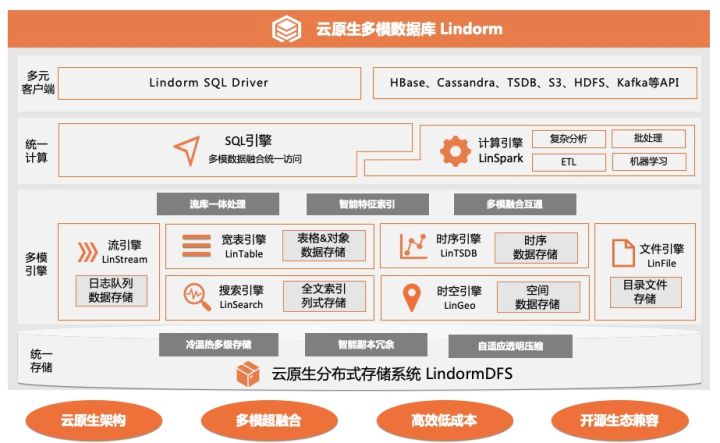 云原生多模数据库 Lindorm
多元
客户端
Lindorm SQL Driver
HBase、Cassandra、TSDB、S3、HDFS、Kafka等API
统一
计算
SQL引擎
多模数据融合统一访问
计算引擎
LinSpark
复杂分析
批处理
ETL
机器学习
流库一体处理
智能特征索引
多模融合互通
多模
引擎
流引擎
LinStream
日志队列
数据存储
宽表引擎
LinTable
表格&对象
数据存储
搜索引擎
LinSearch
全文索引
列式存储
时序引擎
LinTSDB
时序
数据存储
时空引擎
LinGeo
空间
数据存储
文件引擎
LinFile
目录文件
存储
统一
存储
冷温热多级存储
智能副本冗余
自适应透明压缩
云原生分布式存储系统 LindormDFS
云原生架构
多模超融合
高效低成本
开源生态兼容